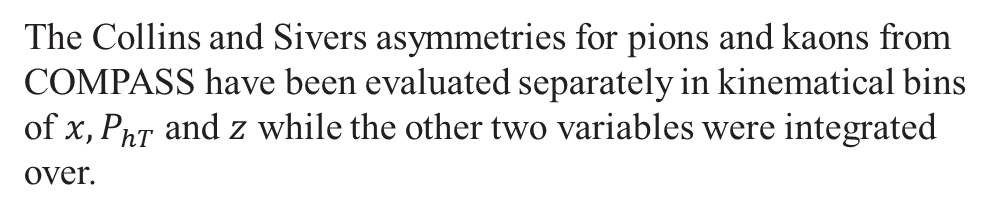 The Collins and Sivers asymmetries for pions and kaons from
COMPASS have been evaluated separately in kinematical bins
of x, P_{hT} and z while the other two variables were integrated
over.